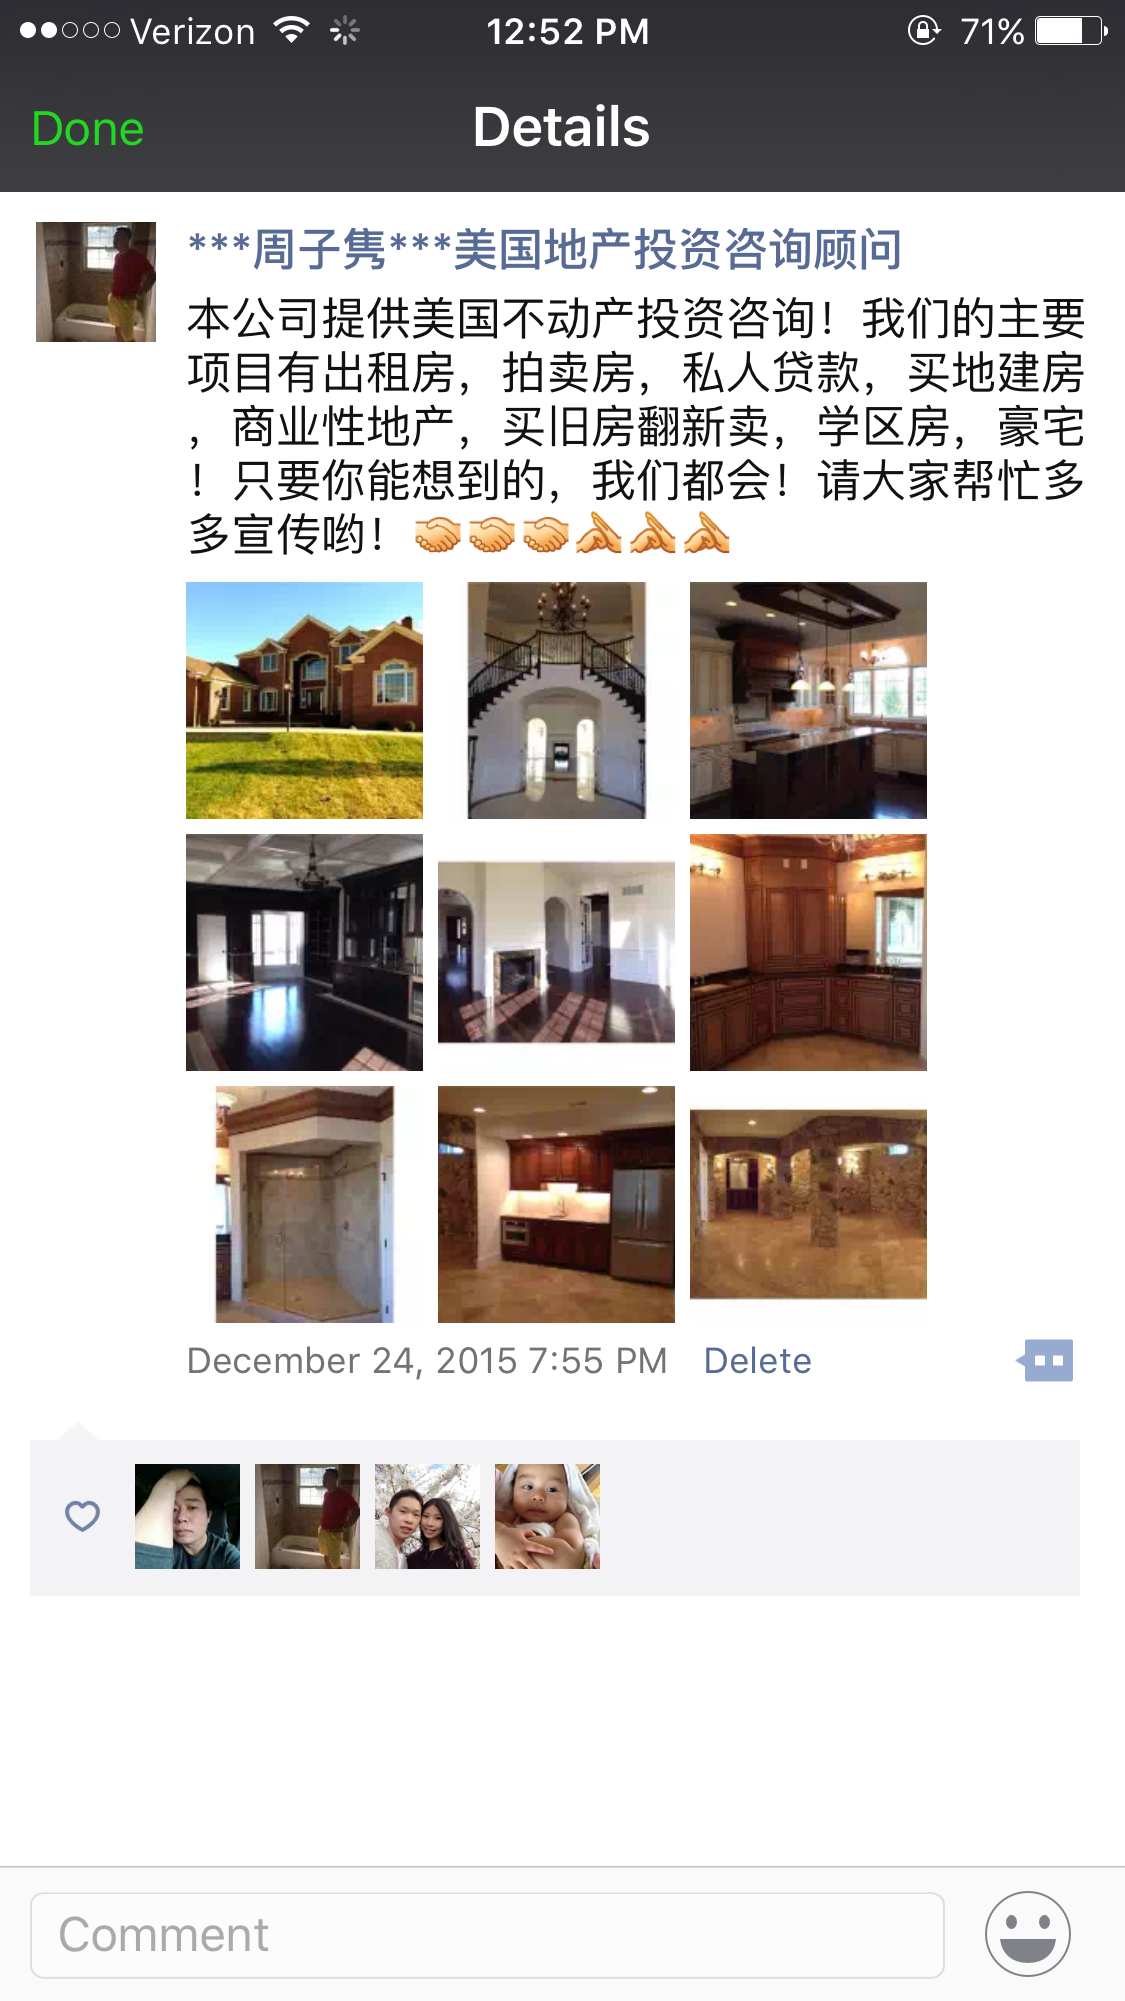 Verizon 12:52 PM 71%
Done Details
***周子隽***美国地产投资咨询顾问
本公司提供美国不动产投资咨询！我们的主要
项目有出租房，拍卖房，私人贷款，买地建房
，商业性地产，买旧房翻新卖，学区房，豪宅
！只要你能想到的，我们都会！请大家帮忙多
多宣传哟！🤝🤝🤝✍🏼✍🏼✍🏼
December 24, 2015 7:55 PM Delete
Comment